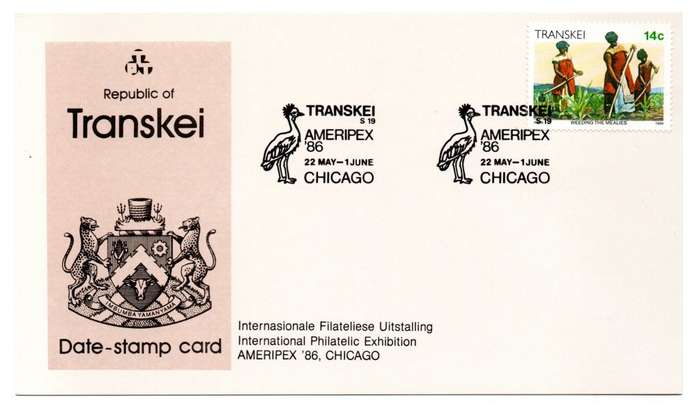 Republic of
Transkei
IMBUMBA YAMANYAMA
Date-stamp card
TRANSKEI
S 19
AMERIPEX
'86
22 MAY–1 JUNE
CHICAGO
TRANSKEI
S 19
AMERIPEX
'86
22 MAY–1 JUNE
CHICAGO
TRANSKEI 14c
WEEDING THE MEALIES
Internasionale Filateliese Uitstalling
International Philatelic Exhibition
AMERIPEX '86, CHICAGO